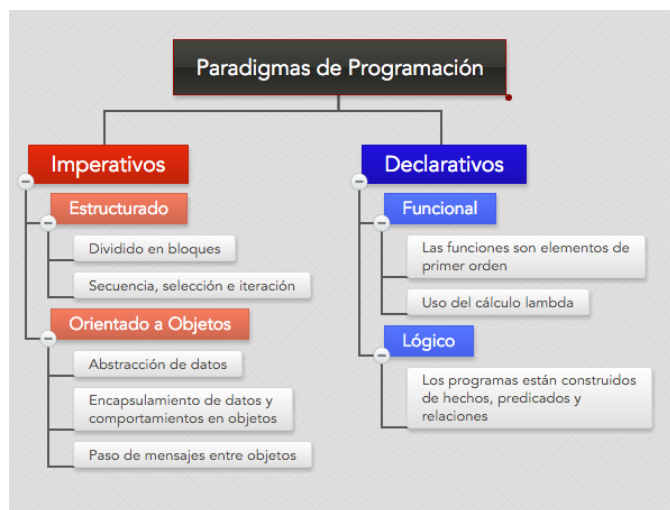 Paradigmas de Programación
Imperativos
Estructurado
Dividido en bloques
Secuencia, selección e iteración
Orientado a Objetos
Abstracción de datos
Encapsulamiento de datos y
comportamientos en objetos
Paso de mensajes entre objetos
Declarativos
Funcional
Las funciones son elementos de
primer orden
Uso del cálculo lambda
Lógico
Los programas están construidos
de hechos, predicados y
relaciones